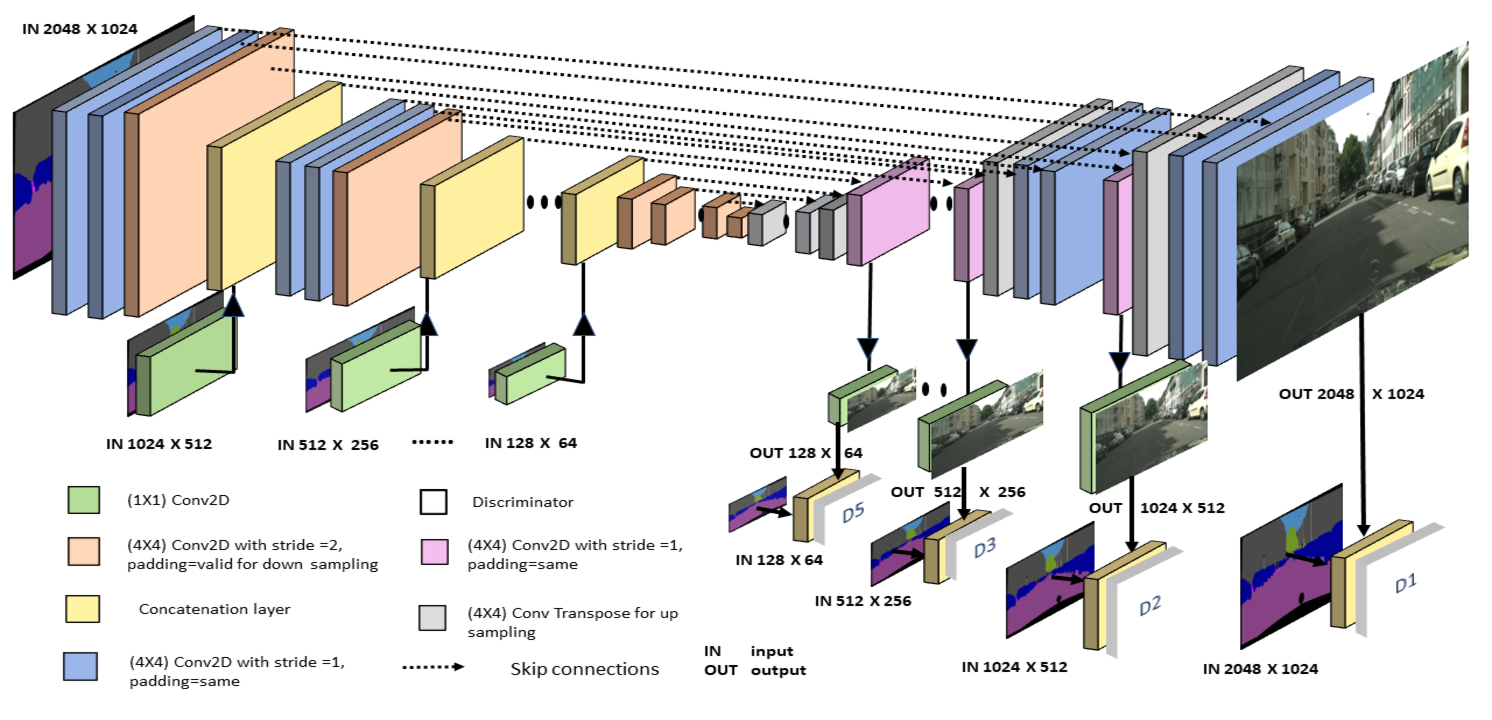 IN 2048 X 1024
OUT 2048 X 1024
IN 1024 X 512
IN 512 X 256
IN 128 X 64
OUT 128 X 64
OUT 512 X 256
OUT 1024 X 512
D5
D3
D2
D1
IN 128 X 64
IN 512 X 256
IN 1024 X 512
IN 2048 X 1024
(1X1) Conv2D
(4X4) Conv2D with stride =2,
padding=valid for down sampling
Concatenation layer
(4X4) Conv2D with stride =1,
padding=same
Discriminator
(4X4) Conv2D with stride =1,
padding=same
(4X4) Conv Transpose for up
sampling
Skip connections
IN input
OUT output